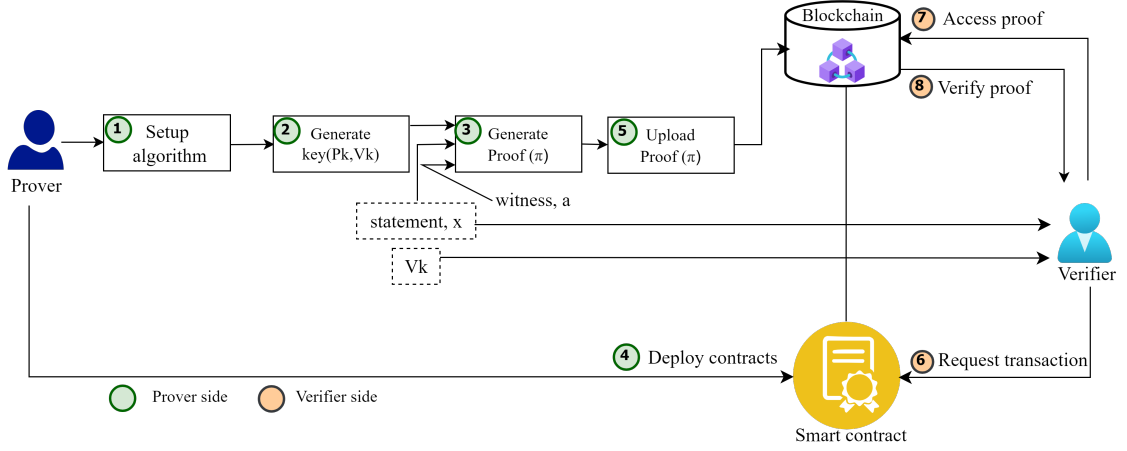 Blockchain
7 Access proof
8 Verify proof
1 Setup
algorithm
2 Generate
key(Pk,Vk)
3 Generate
Proof (π)
5 Upload
Proof (π)
Prover
witness, a
statement, x
Vk
Verifier
4 Deploy contracts
6 Request transaction
Prover side
Verifier side
Smart contract